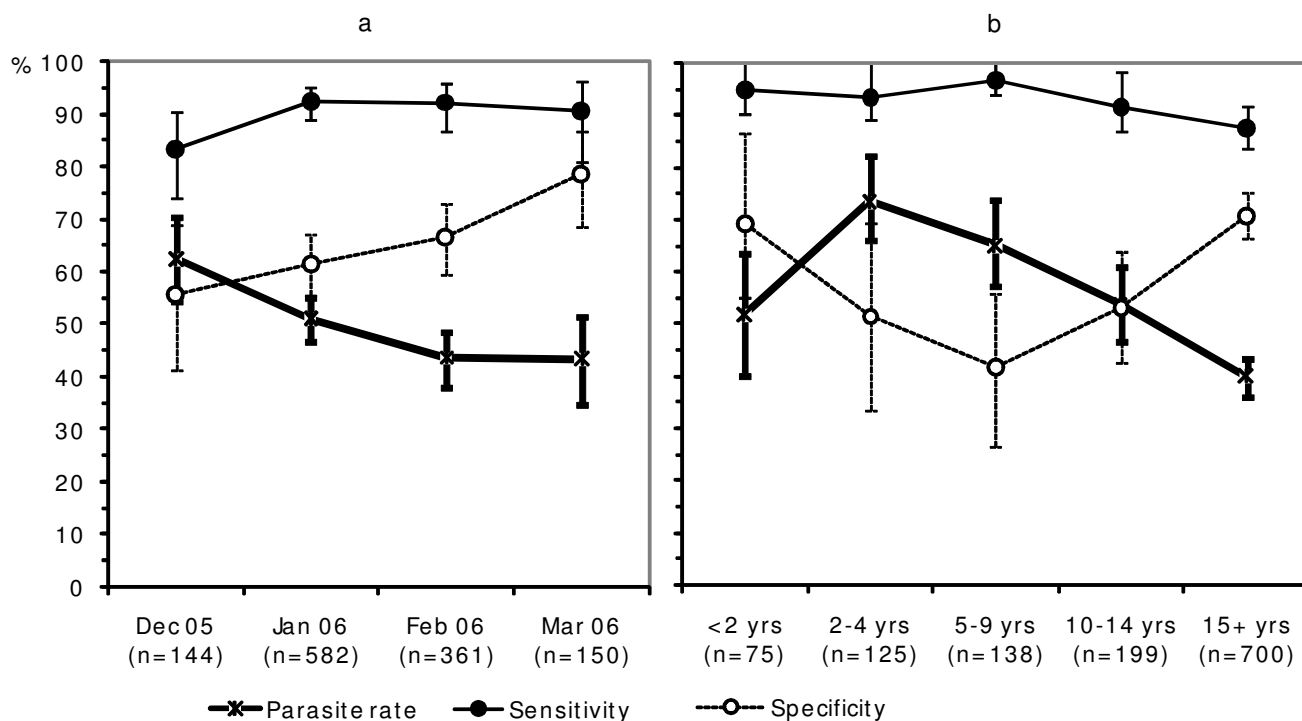 a b
% 100
90
80
70
60
50
40
30
20
10
0
Dec 05 Jan 06 Feb 06 Mar 06 <2 yrs 2-4 yrs 5-9 yrs 10-14 yrs 15+ yrs
(n=144) (n=582) (n=361) (n=150) (n=75) (n=125) (n=138) (n=199) (n=700)
Parasite rate Sensitivity Specificity